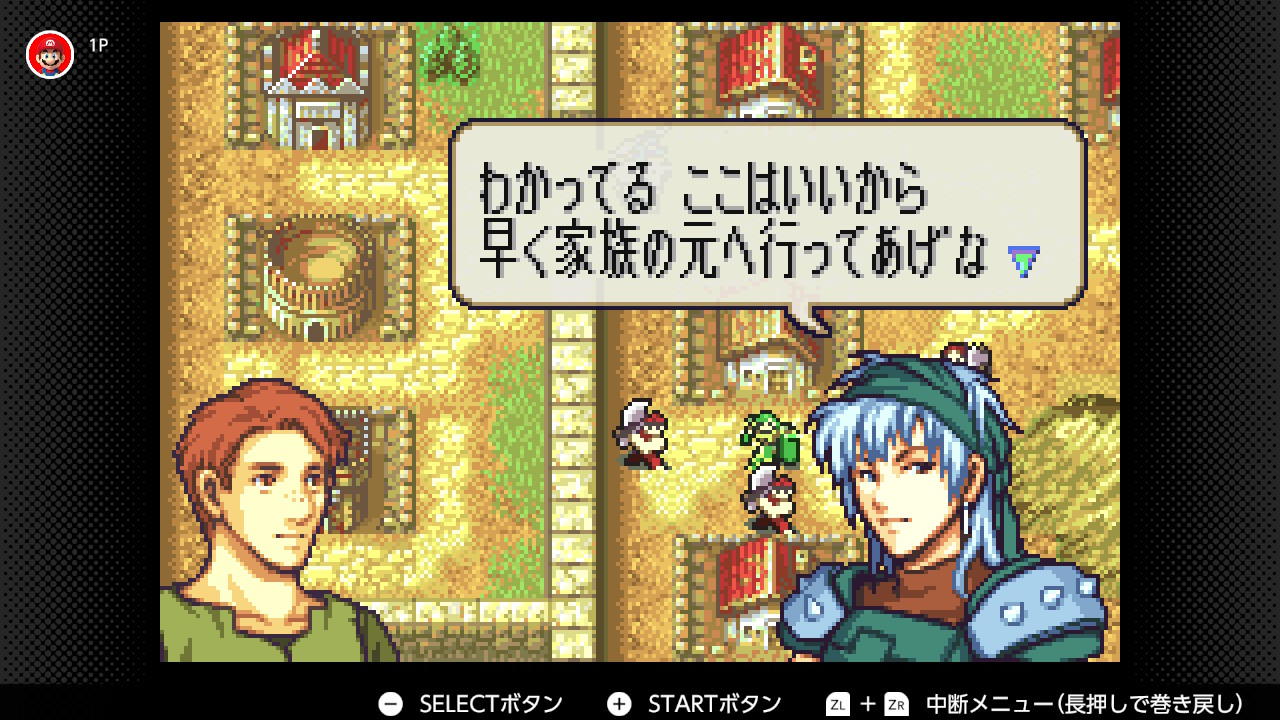 1P
わかってる ここはいいから
早く家族の元へ行ってあげな
SELECTボタン
STARTボタン
ZL + ZR 中断メニュー(長押しで巻き戻し)